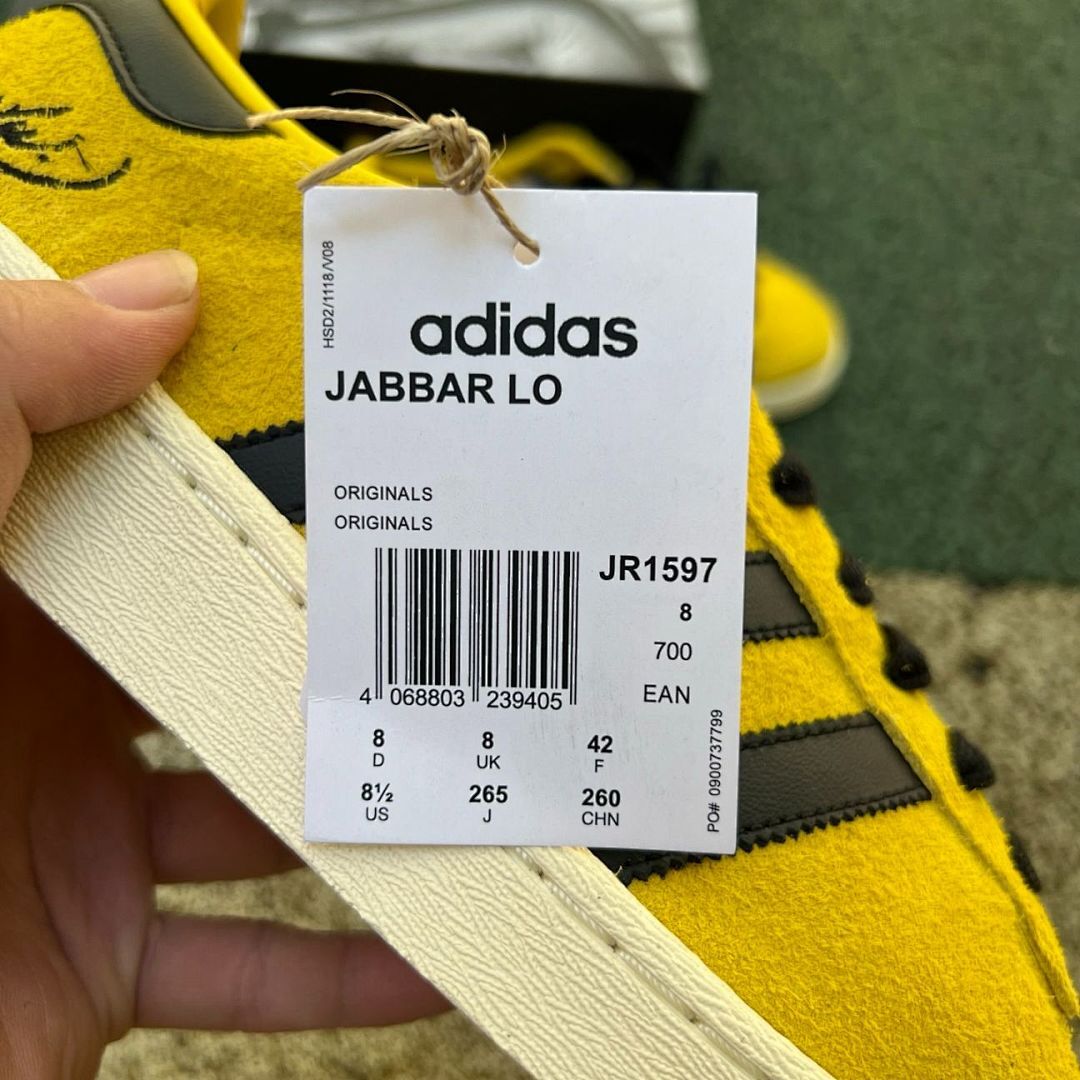 HSD2/1118/V08
adidas
JABBAR LO
ORIGINALS
ORIGINALS
JR1597
8
700
EAN
4 068803 239405
8 8 42
D UK F
8½ 265 260
US J CHN
PO# 0900737799